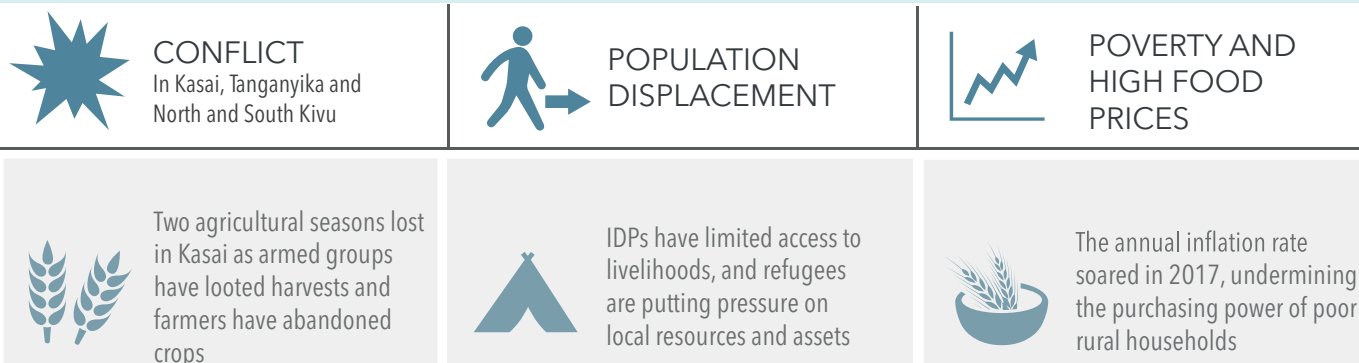 CONFLICT
In Kasai, Tanganyika and
North and South Kivu
POPULATION
DISPLACEMENT
POVERTY AND
HIGH FOOD
PRICES
Two agricultural seasons lost
in Kasai as armed groups
have looted harvests and
farmers have abandoned
crops
IDPs have limited access to
livelihoods, and refugees
are putting pressure on
local resources and assets
The annual inflation rate
soared in 2017, undermining
the purchasing power of poor
rural households